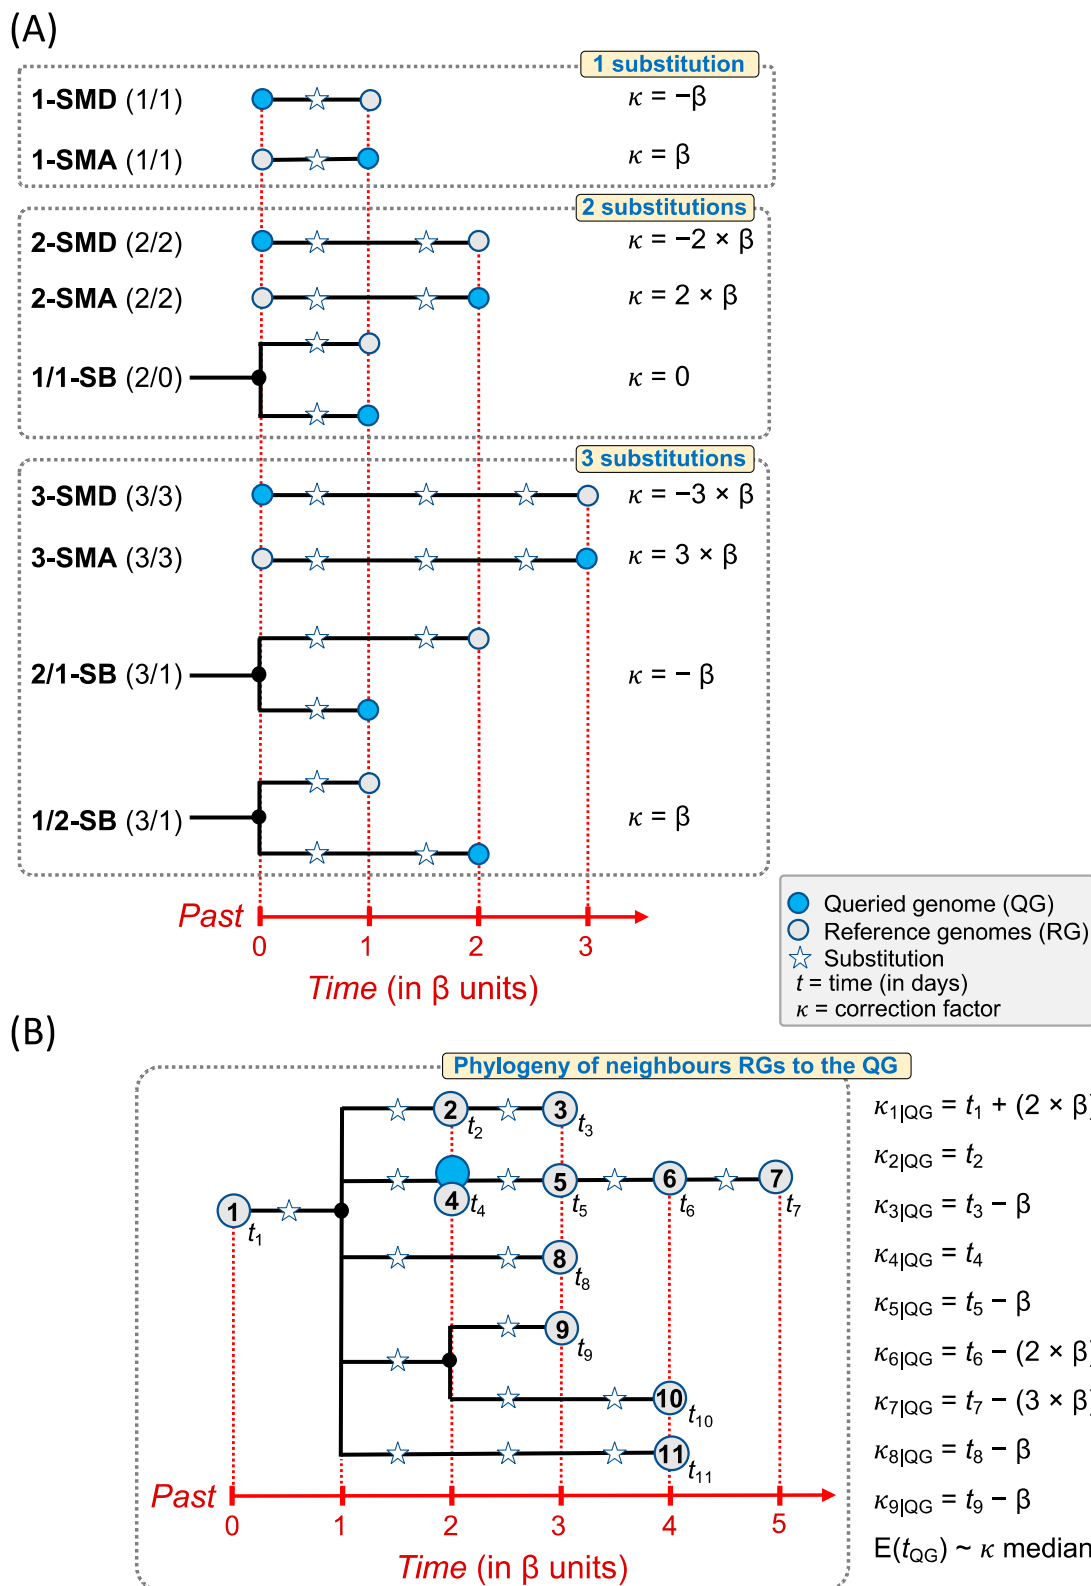 (A)
1 substitution
1-SMD (1/1) κ = −β
1-SMA (1/1) κ = β
2 substitutions
2-SMD (2/2) κ = −2 × β
2-SMA (2/2) κ = 2 × β
1/1-SB (2/0) κ = 0
3 substitutions
3-SMD (3/3) κ = −3 × β
3-SMA (3/3) κ = 3 × β
2/1-SB (3/1) κ = − β
1/2-SB (3/1) κ = β
Past
0 1 2 3
Time (in β units)
Queried genome (QG)
Reference genomes (RG)
Substitution
t = time (in days)
κ = correction factor
(B)
Phylogeny of neighbours RGs to the QG
2 t2 3 t3
4 t4 5 t5 6 t6 7 t7
1 t1
8 t8
9 t9
10 t10
11 t11
Past
0 1 2 3 4 5
Time (in β units)
κ1|QG = t1 + (2 × β)
κ2|QG = t2
κ3|QG = t3 − β
κ4|QG = t4
κ5|QG = t5 − β
κ6|QG = t6 − (2 × β)
κ7|QG = t7 − (3 × β)
κ8|QG = t8 − β
κ9|QG = t9 − β
E(tQG) ~ κ median